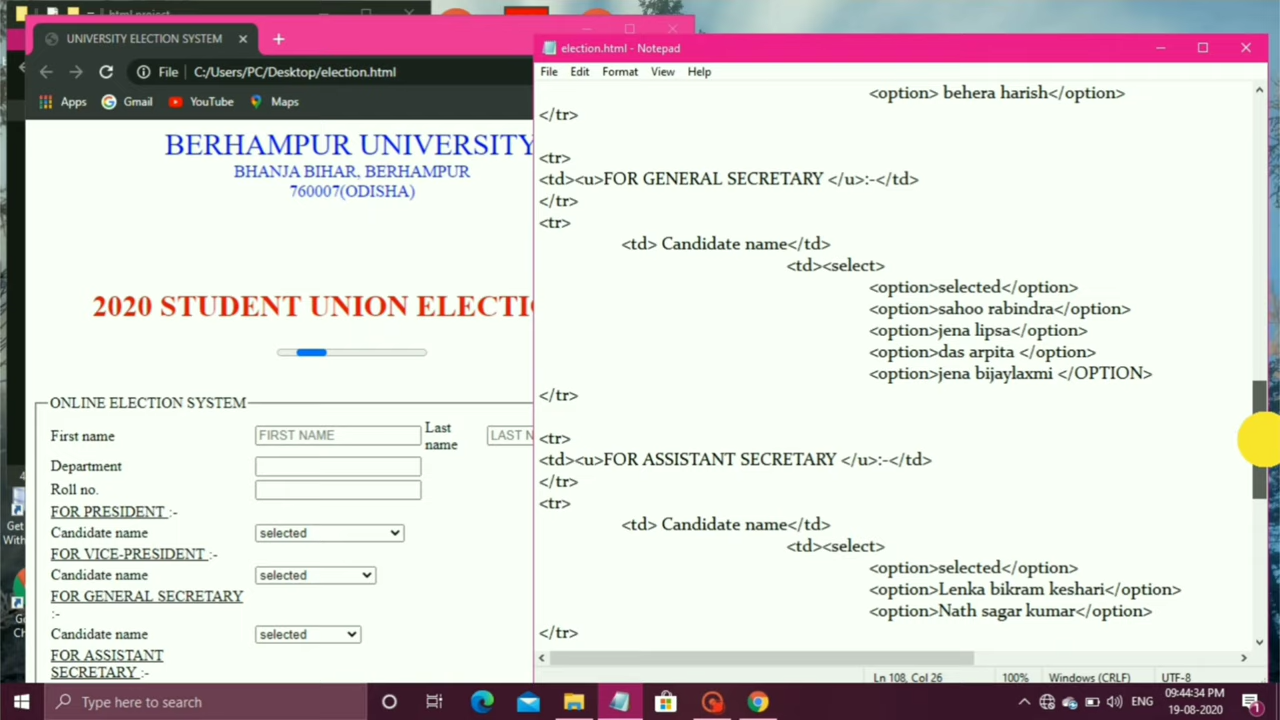 html project
UNIVERSITY ELECTION SYSTEM
File C:/Users/PC/Desktop/election.html
Apps Gmail YouTube Maps
BERHAMPUR UNIVERSITY
BHANJA BIHAR, BERHAMPUR
760007(ODISHA)
2020 STUDENT UNION ELECTI
ONLINE ELECTION SYSTEM
First name FIRST NAME Last name LAST N
Department
Roll no.
FOR PRESIDENT :-
Candidate name selected
FOR VICE-PRESIDENT :-
Candidate name selected
FOR GENERAL SECRETARY
:-
Candidate name selected
FOR ASSISTANT
SECRETARY :-
election.html - Notepad
File Edit Format View Help
<option> behera harish</option>
</tr>
<tr>
<td><u>FOR GENERAL SECRETARY </u>:-</td>
</tr>
<tr>
<td> Candidate name</td>
<td><select>
<option>selected</option>
<option>sahoo rabindra</option>
<option>jena lipsa</option>
<option>das arpita </option>
<option>jena bijaylaxmi </OPTION>
</tr>
<tr>
<td><u>FOR ASSISTANT SECRETARY </u>:-</td>
</tr>
<tr>
<td> Candidate name</td>
<td><select>
<option>selected</option>
<option>Lenka bikram keshari</option>
<option>Nath sagar kumar</option>
</tr>
Ln 108, Col 26 100% Windows (CRLF) UTF-8
Get
With
Type here to search
ENG
09:44:34 PM
19-08-2020
1